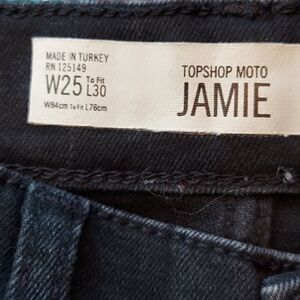 MADE IN TURKEY
RN 125149
W25 To Fit L30
W64cm To Fit L76cm
TOPSHOP MOTO
JAMIE